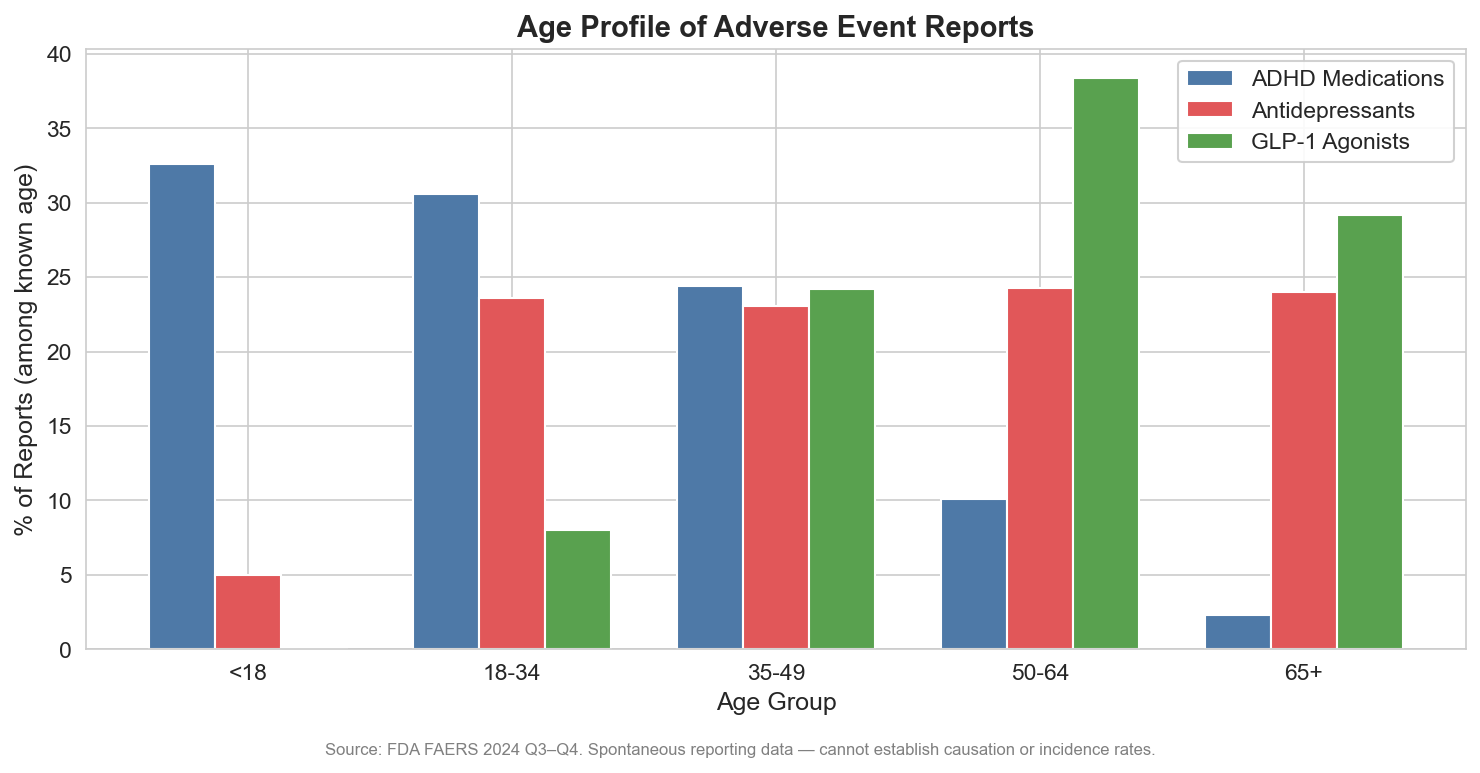 Age Profile of Adverse Event Reports
ADHD Medications
Antidepressants
GLP-1 Agonists
% of Reports (among known age)
40
35
30
25
20
15
10
5
0
<18
18-34
35-49
50-64
65+
Age Group
Source: FDA FAERS 2024 Q3–Q4. Spontaneous reporting data — cannot establish causation or incidence rates.